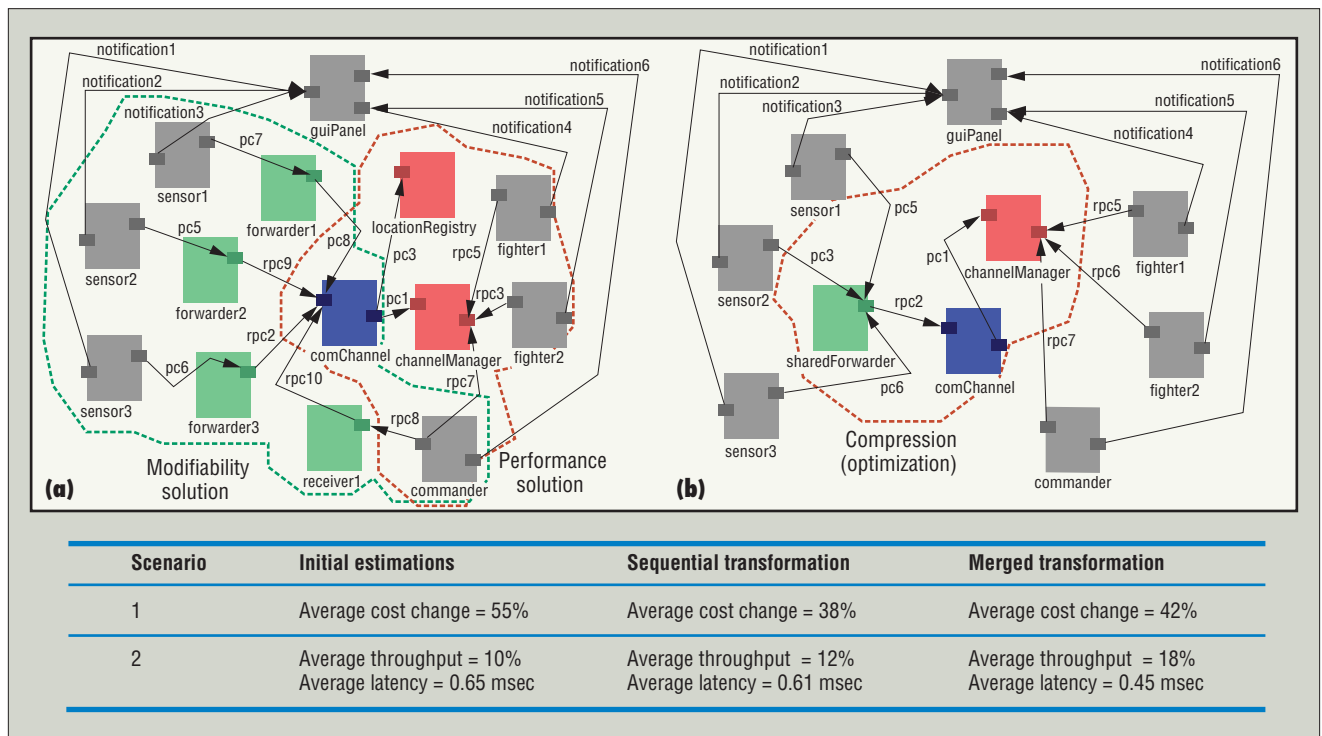 notification1
notification2
notification3
notification6
notification5
notification4
guiPanel
pc7
sensor1
forwarder1
locationRegistry
fighter1
pc8
pc3
rpc5
pc5
sensor2
rpc9
forwarder2
pc1
rpc3
comChannel
channelManager
fighter2
rpc2
pc6
sensor3
forwarder3
rpc10
rpc7
rpc8
receiver1
commander
Modifiability
solution
Performance
solution
(a)
notification1
notification2
notification3
notification6
notification5
notification4
guiPanel
sensor1
pc5
rpc5
channelManager
fighter1
sensor2
pc3
pc1
rpc6
rpc2
rpc7
sharedForwarder
comChannel
fighter2
pc6
sensor3
Compression
(optimization)
commander
(b)
Scenario Initial estimations Sequential transformation Merged transformation
1 Average cost change = 55% Average cost change = 38% Average cost change = 42%
2 Average throughput = 10% Average throughput = 12% Average throughput = 18%
Average latency = 0.65 msec Average latency = 0.61 msec Average latency = 0.45 msec